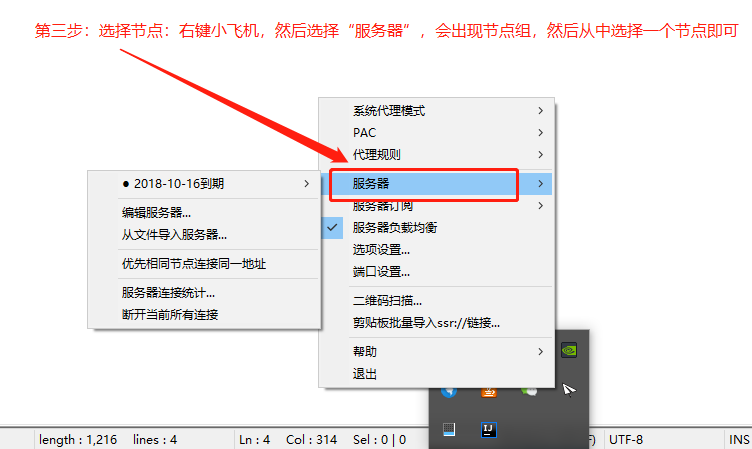 第三步：选择节点：右键小飞机，然后选择“服务器”，会出现节点组，然后从中选择一个节点即可
系统代理模式
PAC
代理规则
服务器
服务器订阅
服务器负载均衡
选项设置...
端口设置...
二维码扫描...
剪贴板批量导入ssr://链接...
帮助
退出
● 2018-10-16到期
编辑服务器...
从文件导入服务器...
优先相同节点连接同一地址
服务器连接统计...
断开当前所有连接
IJ
length : 1,216 lines : 4 Ln : 4 Col : 314 Sel : 0 | 0 F) UTF-8 INS